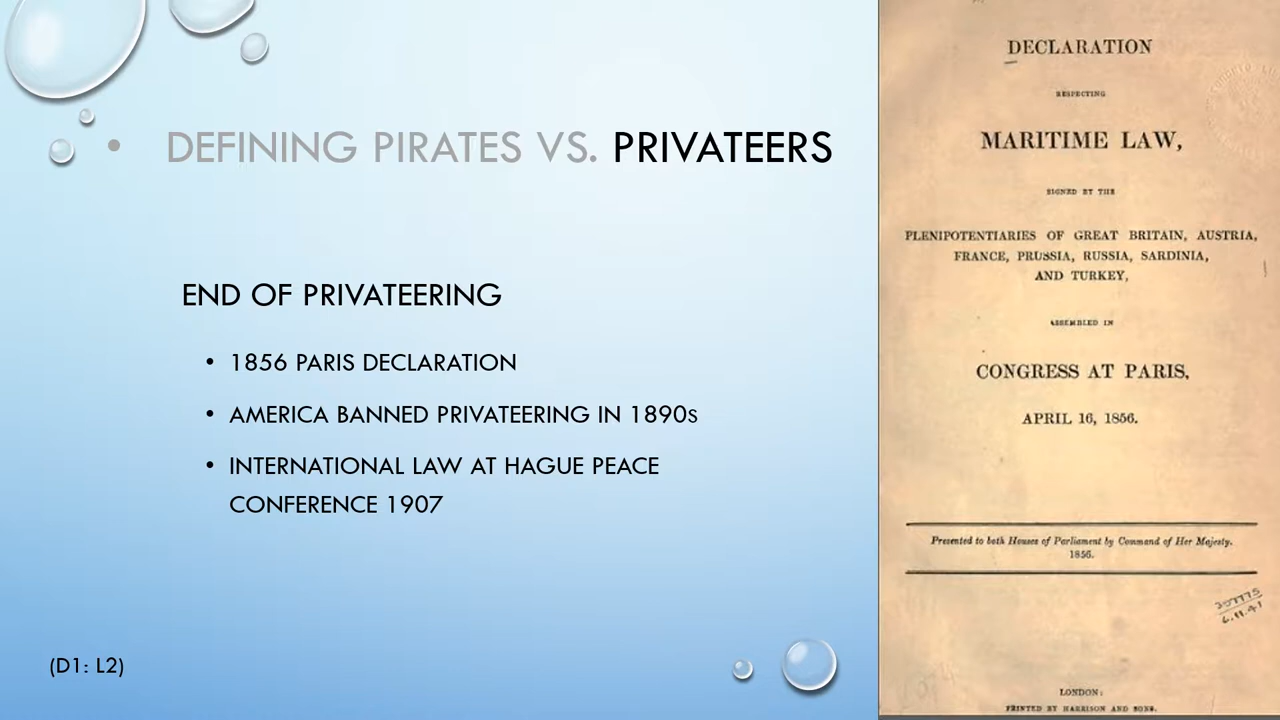 • DEFINING PIRATES VS. PRIVATEERS
END OF PRIVATEERING
• 1856 PARIS DECLARATION
• AMERICA BANNED PRIVATEERING IN 1890s
• INTERNATIONAL LAW AT HAGUE PEACE
CONFERENCE 1907
(D1: L2)
DECLARATION
RESPECTING
MARITIME LAW,
SIGNED BY THE
PLENIPOTENTIARIES OF GREAT BRITAIN, AUSTRIA,
FRANCE, PRUSSIA, RUSSIA, SARDINIA,
AND TURKEY,
ASSEMBLED IN
CONGRESS AT PARIS,
APRIL 16, 1856.
Presented to both Houses of Parliament by Command of Her Majesty.
1856.
LONDON:
PRINTED BY HARRISON AND SONS.